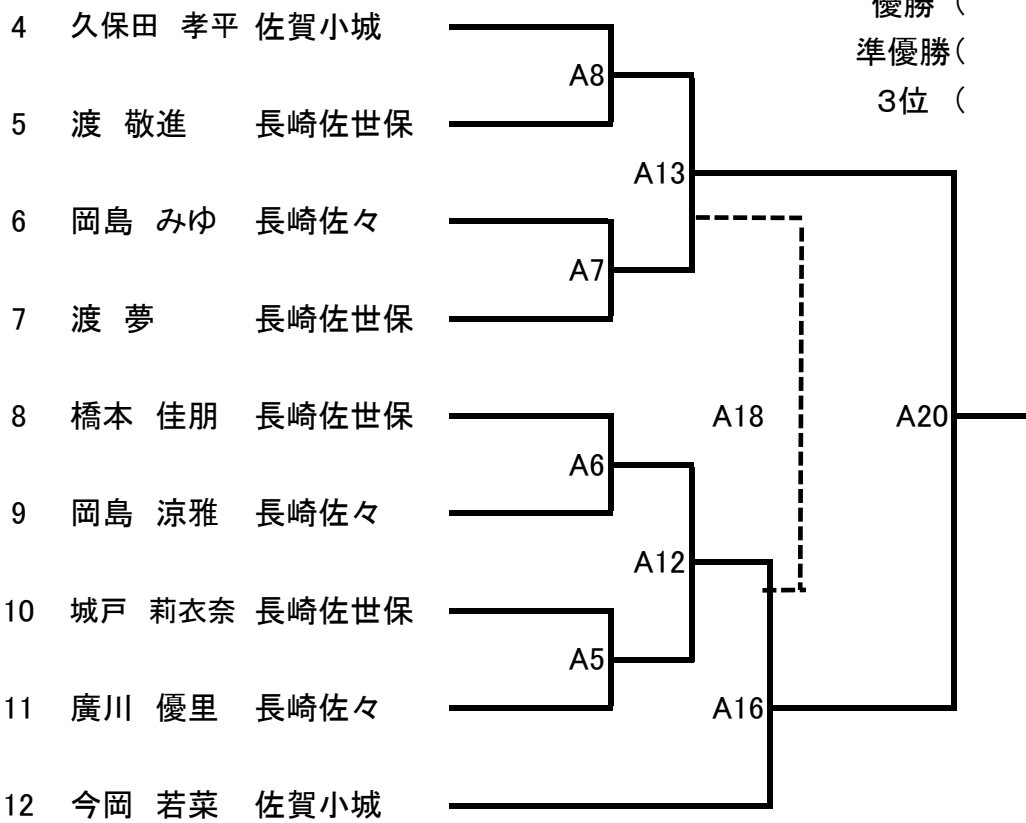 優勝（
4 久保田 孝平 佐賀小城
準優勝（
A8
3位 （
5 渡 敬進 長崎佐世保
A13
6 岡島 みゆ 長崎佐々
A7
7 渡 夢 長崎佐世保
8 橋本 佳朋 長崎佐世保
A18
A20
A6
9 岡島 涼雅 長崎佐々
A12
10 城戸 莉衣奈 長崎佐世保
A5
11 廣川 優里 長崎佐々
A16
12 今岡 若菜 佐賀小城